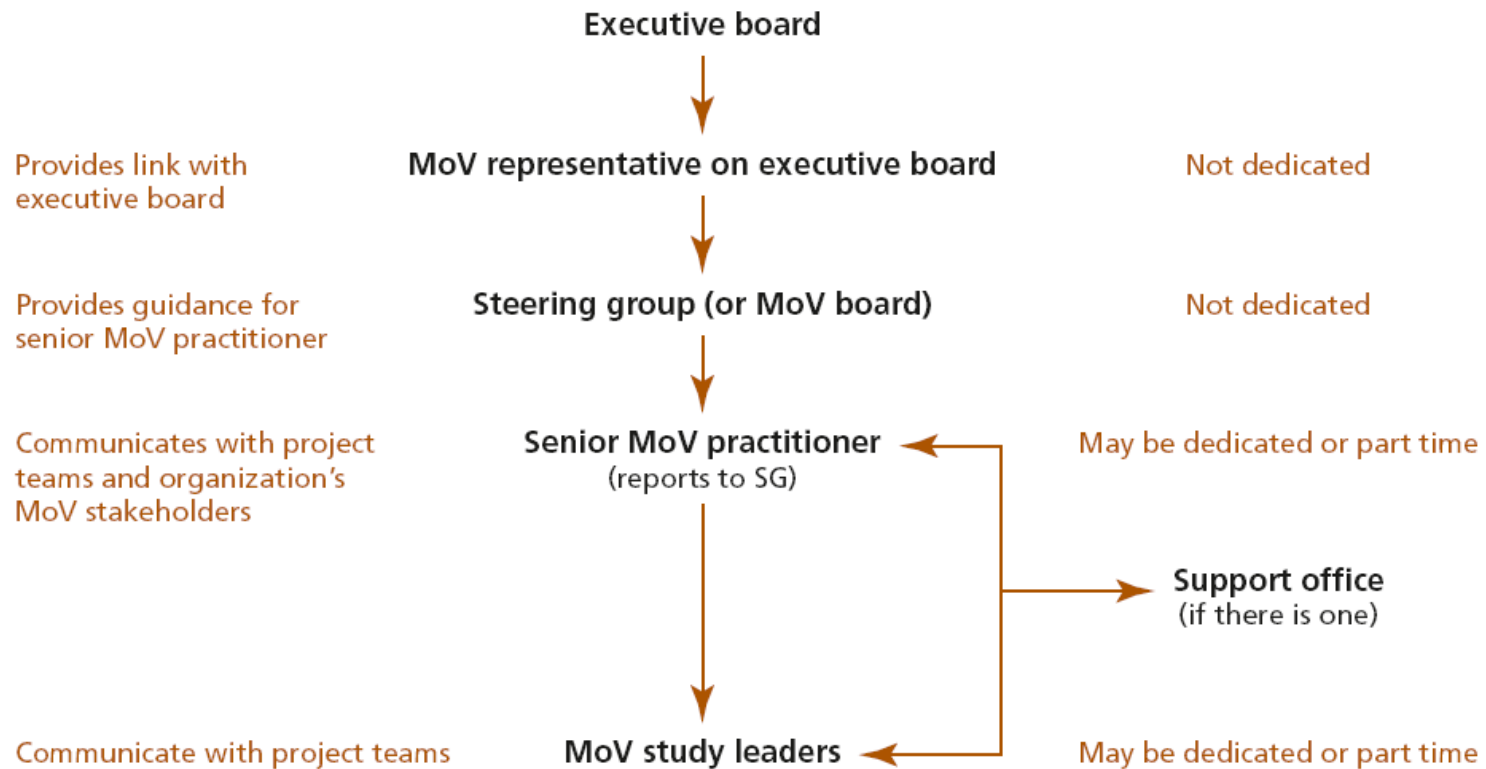 Executive board
Provides link with
executive board
MoV representative on executive board
Not dedicated
Provides guidance for
senior MoV practitioner
Steering group (or MoV board)
Not dedicated
Communicates with project
teams and organization's
MoV stakeholders
Senior MoV practitioner
(reports to SG)
May be dedicated or part time
Support office
(if there is one)
Communicate with project teams
MoV study leaders
May be dedicated or part time